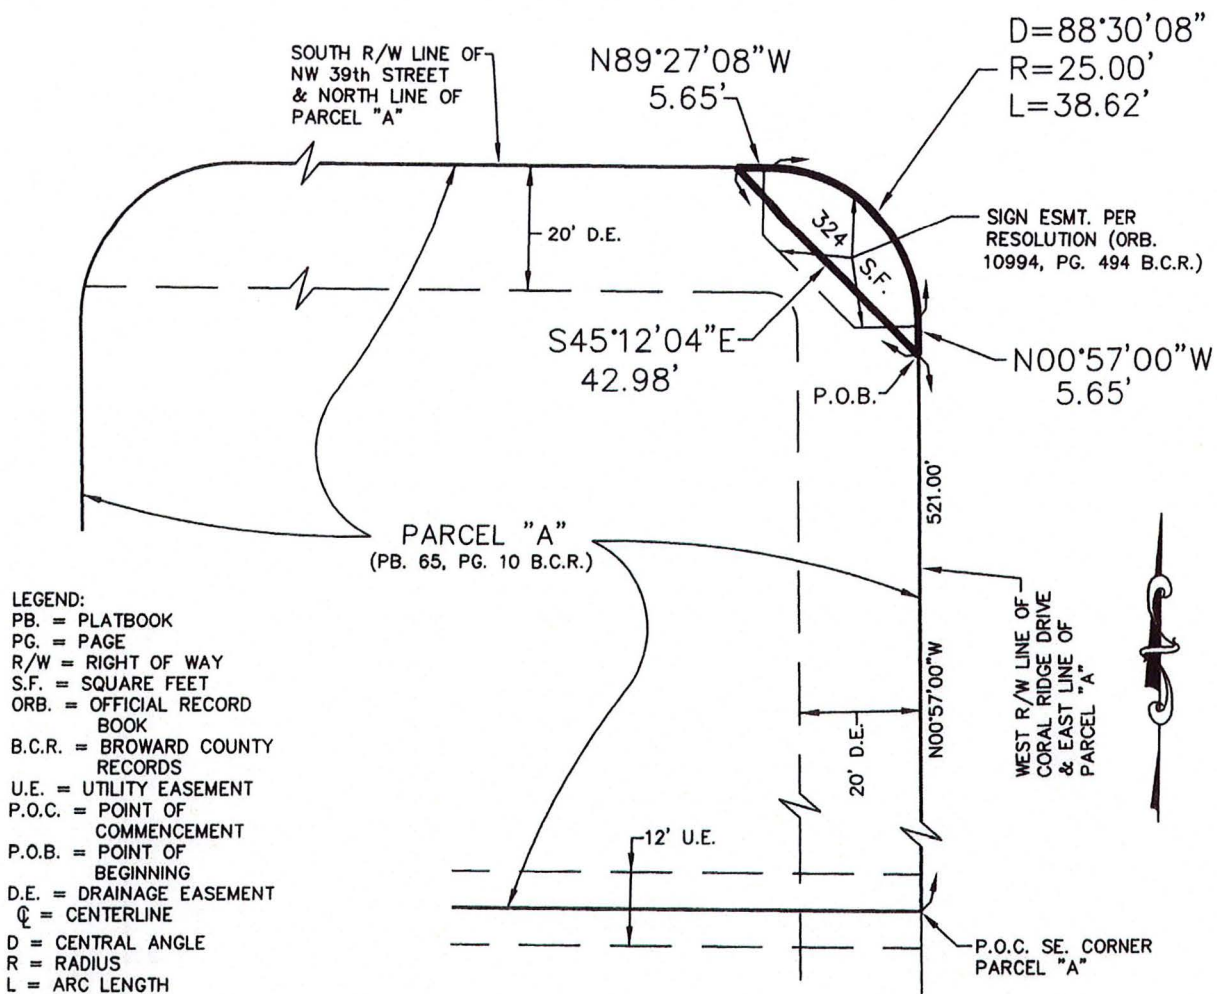 SOUTH R/W LINE OF
NW 39th STREET
& NORTH LINE OF
PARCEL "A"
N89°27'08"W
5.65'
D=88°30'08"
R=25.00'
L=38.62'
20' D.E.
324
S.F.
SIGN ESMT. PER
RESOLUTION (ORB.
10994, PG. 494 B.C.R.)
S45°12'04"E
42.98'
P.O.B.
N00°57'00"W
5.65'
521.00'
PARCEL "A"
(PB. 65, PG. 10 B.C.R.)
WEST R/W LINE OF
CORAL RIDGE DRIVE
& EAST LINE OF
PARCEL "A"
N00°57'00"W
20' D.E.
12' U.E.
P.O.C. SE. CORNER
PARCEL "A"
LEGEND:
PB. = PLATBOOK
PG. = PAGE
R/W = RIGHT OF WAY
S.F. = SQUARE FEET
ORB. = OFFICIAL RECORD
BOOK
B.C.R. = BROWARD COUNTY
RECORDS
U.E. = UTILITY EASEMENT
P.O.C. = POINT OF
COMMENCEMENT
P.O.B. = POINT OF
BEGINNING
D.E. = DRAINAGE EASEMENT
℄ = CENTERLINE
D = CENTRAL ANGLE
R = RADIUS
L = ARC LENGTH